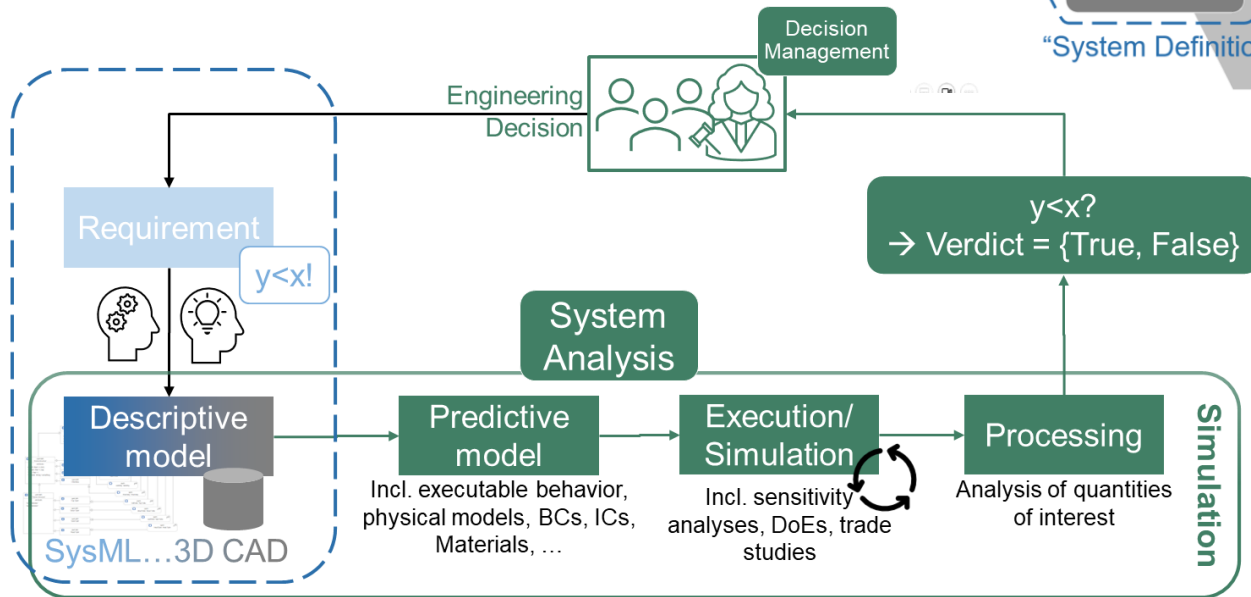 Decision
Management
“System Definitio
Engineering
Decision
Requirement
y<x!
y<x?
→ Verdict = {True, False}
System
Analysis
Descriptive
model
Predictive
model
Execution/
Simulation
Processing
Simulation
Incl. executable behavior,
physical models, BCs, ICs,
Materials, …
Incl. sensitivity
analyses, DoEs, trade
studies
Analysis of quantities
of interest
SysML…3D CAD